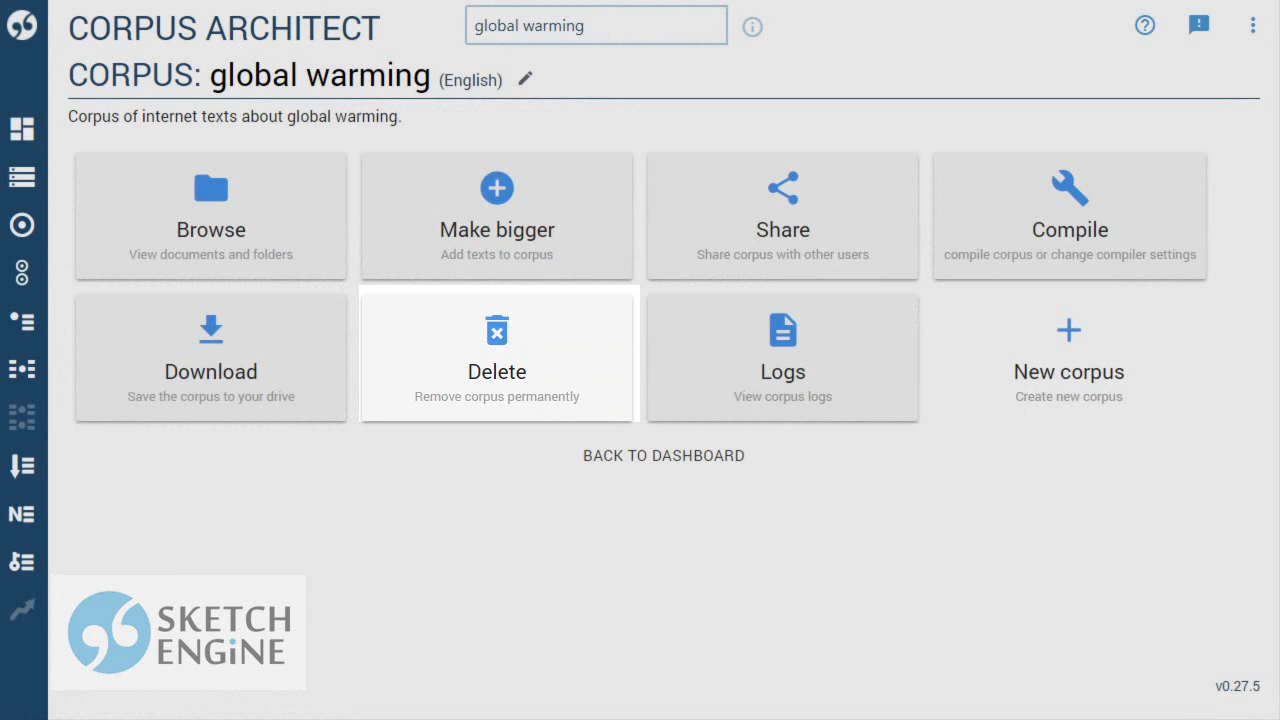 CORPUS ARCHITECT
global warming
CORPUS: global warming (English)
Corpus of internet texts about global warming.
Browse
View documents and folders
Make bigger
Add texts to corpus
Share
Share corpus with other users
Compile
compile corpus or change compiler settings
Download
Save the corpus to your drive
Delete
Remove corpus permanently
Logs
View corpus logs
New corpus
Create new corpus
BACK TO DASHBOARD
N
SKETCH
ENGiNE
v0.27.5